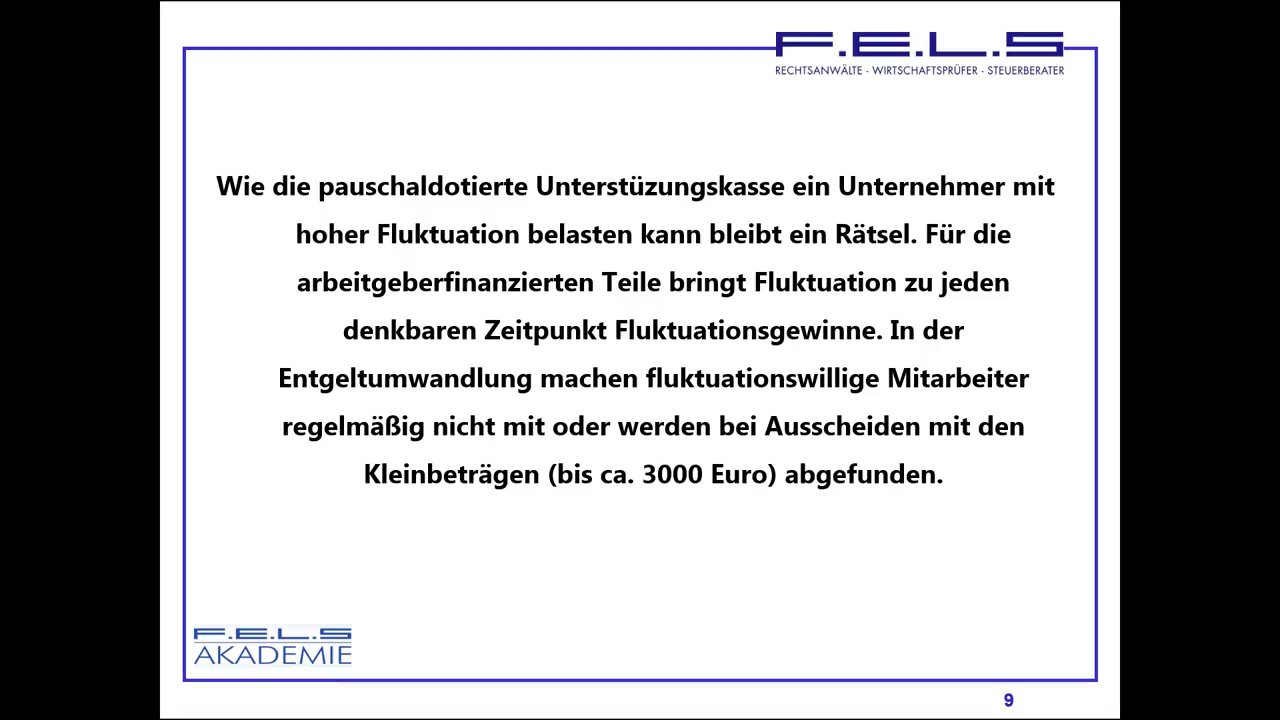 F.E.L.S
RECHTSANWÄLTE - WIRTSCHAFTSPRÜFER - STEUERBERATER
Wie die pauschaldotierte Unterstüzungskasse ein Unternehmer mit
hoher Fluktuation belasten kann bleibt ein Rätsel. Für die
arbeitgeberfinanzierten Teile bringt Fluktuation zu jeden
denkbaren Zeitpunkt Fluktuationsgewinne. In der
Entgeltumwandlung machen fluktuationswillige Mitarbeiter
regelmäßig nicht mit oder werden bei Ausscheiden mit den
Kleinbeträgen (bis ca. 3000 Euro) abgefunden.
F.E.L.S
AKADEMIE
9